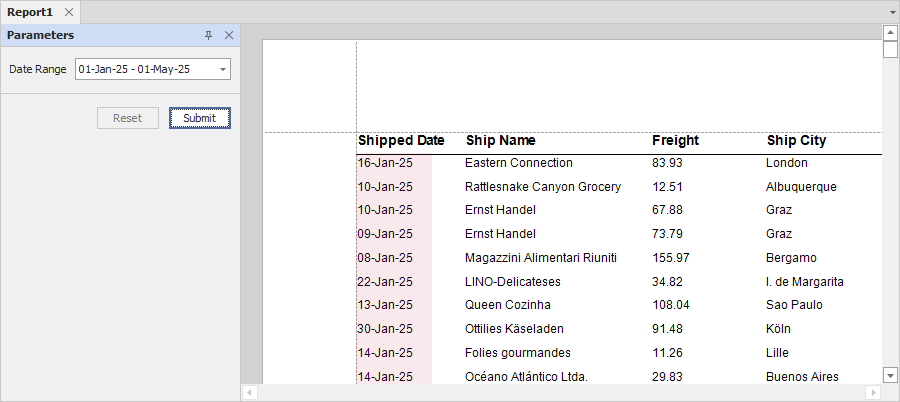 Report1
Parameters
Date Range 01-Jan-25 - 01-May-25
Reset Submit
Shipped Date Ship Name Freight Ship City
16-Jan-25 Eastern Connection 83.93 London
10-Jan-25 Rattlesnake Canyon Grocery 12.51 Albuquerque
10-Jan-25 Ernst Handel 67.88 Graz
09-Jan-25 Ernst Handel 73.79 Graz
08-Jan-25 Magazzini Alimentari Riuniti 155.97 Bergamo
22-Jan-25 LINO-Delicateses 34.82 I. de Margarita
13-Jan-25 Queen Cozinha 108.04 Sao Paulo
30-Jan-25 Ottilies Käseladen 91.48 Köln
14-Jan-25 Folies gourmandes 11.26 Lille
14-Jan-25 Océano Atlántico Ltda. 29.83 Buenos Aires